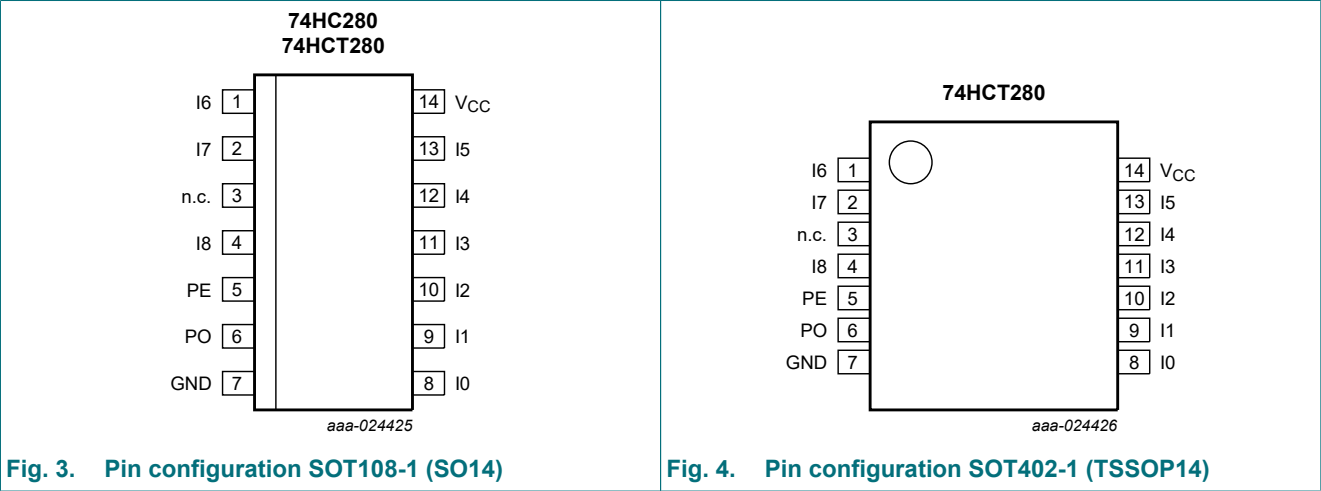 74HC280
74HCT280
I6 1 14 VCC
I7 2 13 I5
n.c. 3 12 I4
I8 4 11 I3
PE 5 10 I2
PO 6 9 I1
GND 7 8 I0
aaa-024425
Fig. 3. Pin configuration SOT108-1 (SO14)
74HCT280
I6 1 14 VCC
I7 2 13 I5
n.c. 3 12 I4
I8 4 11 I3
PE 5 10 I2
PO 6 9 I1
GND 7 8 I0
aaa-024426
Fig. 4. Pin configuration SOT402-1 (TSSOP14)